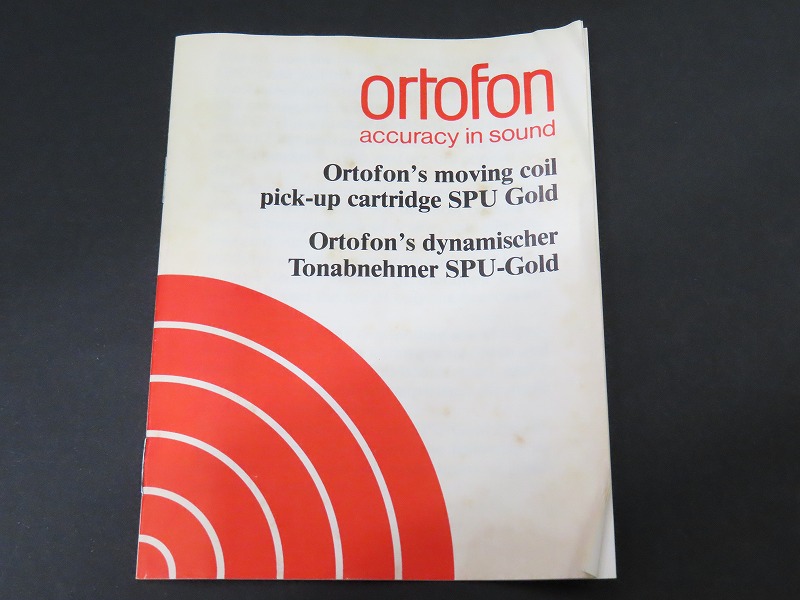 ortofon
accuracy in sound
Ortofon's moving coil
pick-up cartridge SPU Gold
Ortofon's dynamischer
Tonabnehmer SPU-Gold